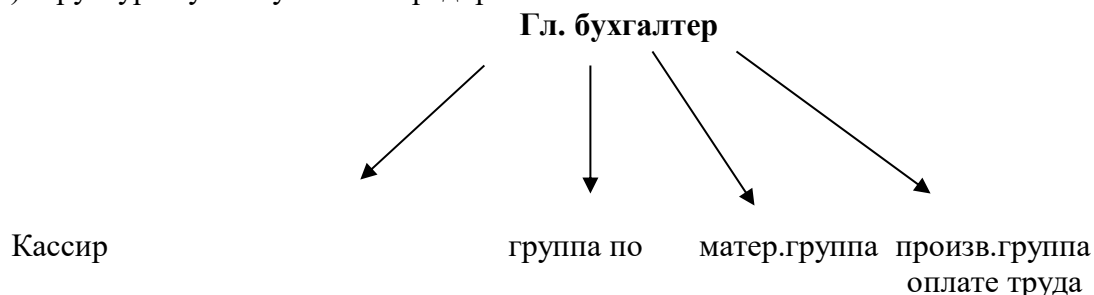 Гл. бухгалтер
Кассир группа по матер.группа произв.группа
оплате труда